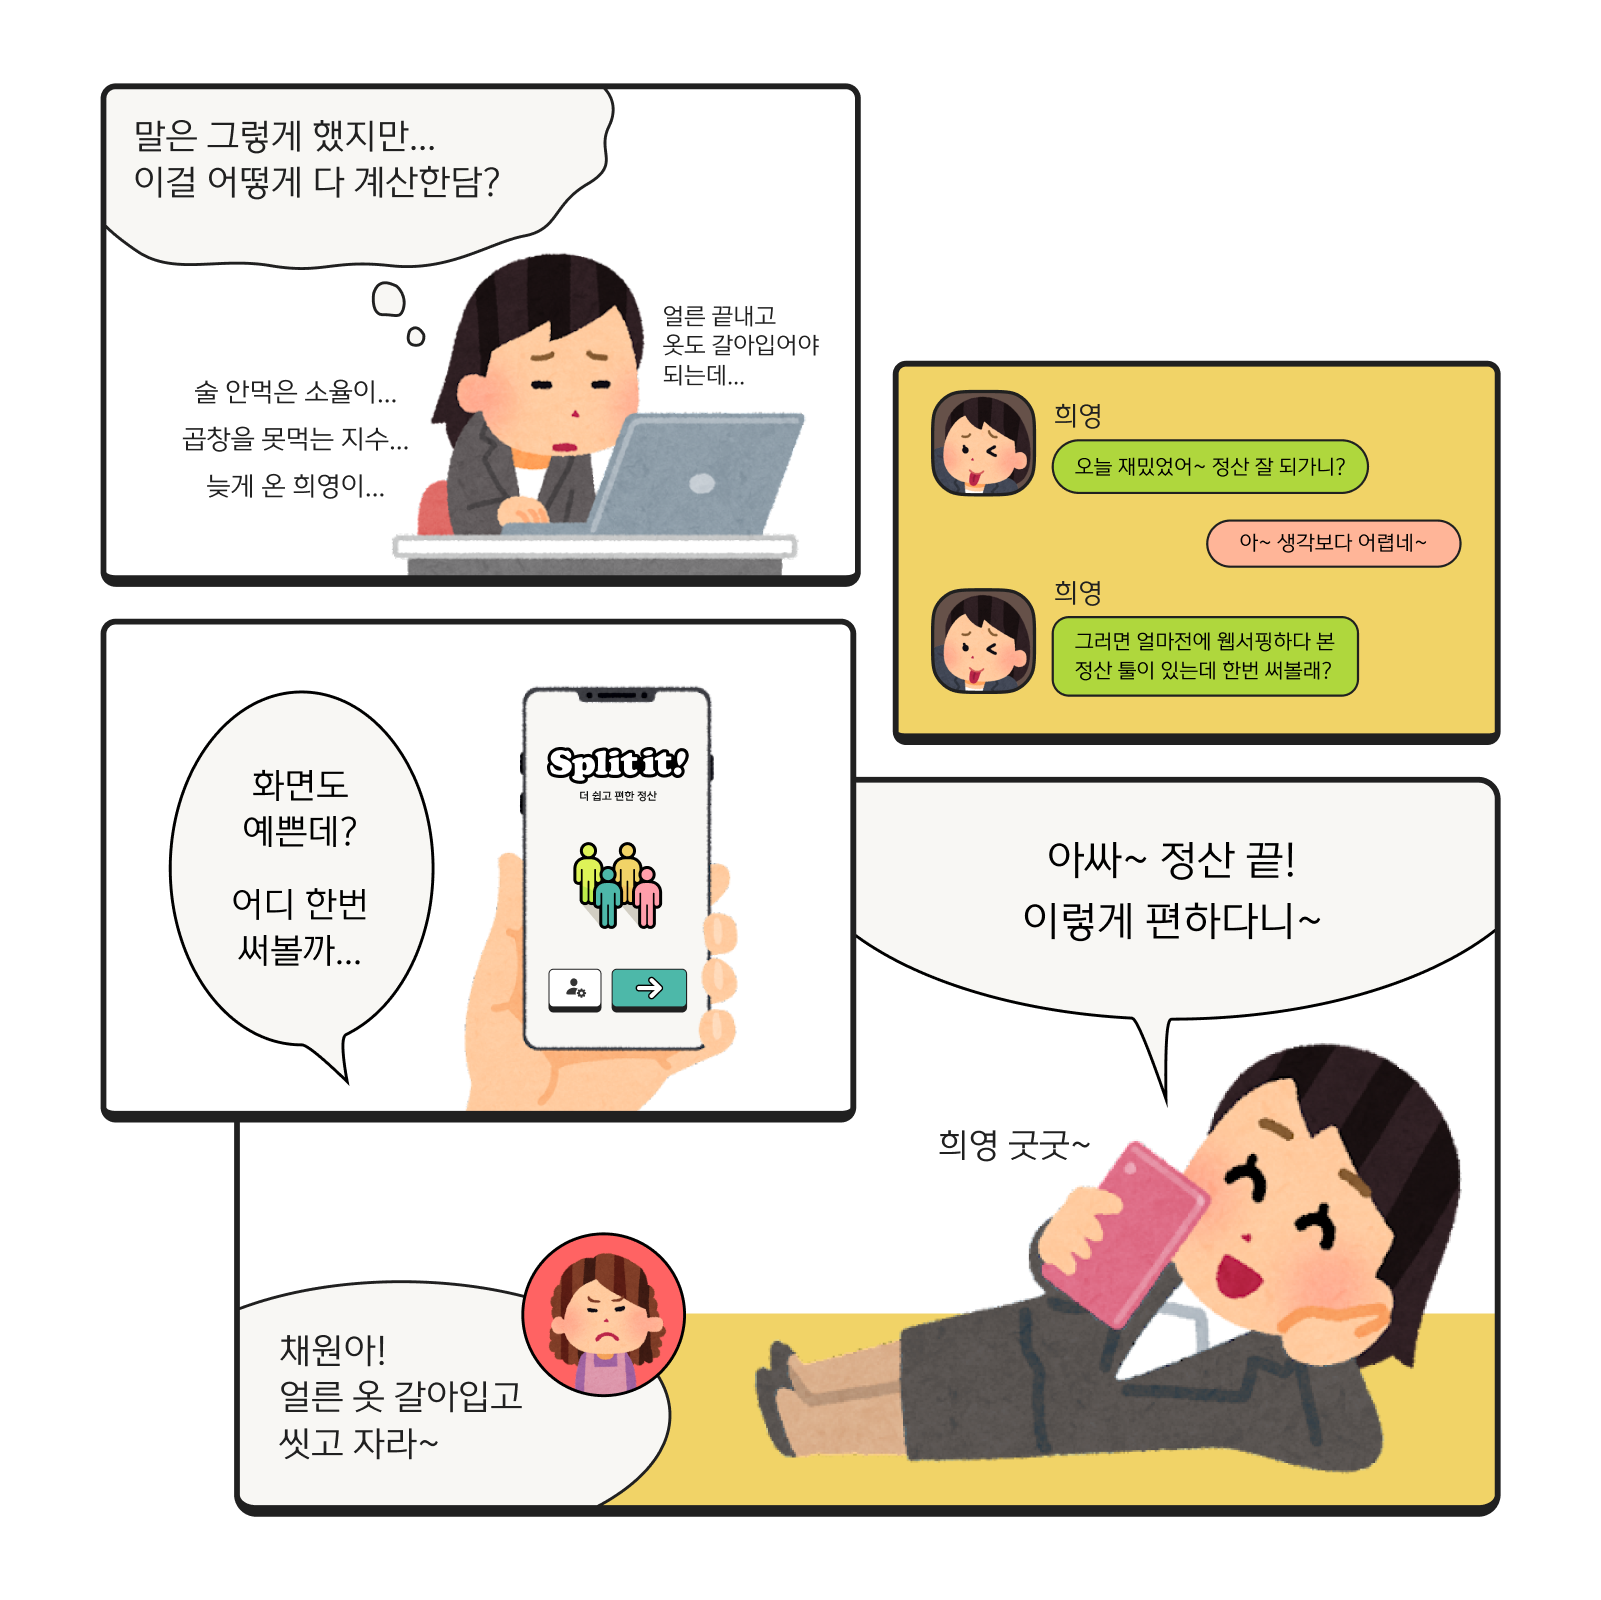 말은 그렇게 했지만...
이걸 어떻게 다 계산한담?
얼른 끝내고
옷도 갈아입어야
되는데...
술 안먹은 소율이...
곱창을 못먹는 지수...
늦게 온 희영이...
희영
오늘 재밌었어~ 정산 잘 되가니?
아~ 생각보다 어렵네~
희영
그러면 얼마전에 웹서핑하다 본
정산 툴이 있는데 한번 써볼래?
화면도
예쁜데?
어디 한번
써볼까...
Split it!
더 쉽고 편한 정산
아싸~ 정산 끝!
이렇게 편하다니~
희영 굿굿~
채원아!
얼른 옷 갈아입고
씻고 자라~